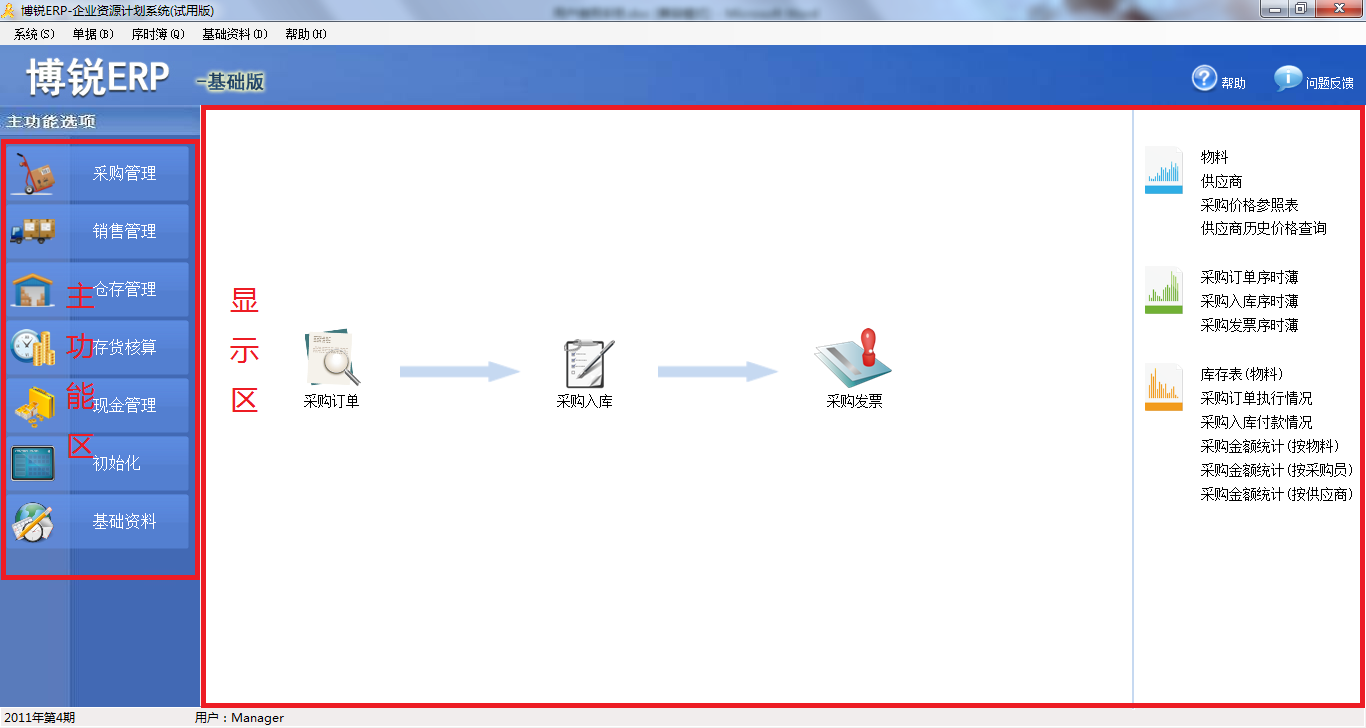 博锐ERP-企业资源计划系统(试用版)
系统(S) 单据(B) 序时簿(Q) 基础资料(D) 帮助(H)
博锐ERP -基础版
帮助 问题反馈
主功能选项
采购管理
销售管理
仓存管理
存货核算
现金管理
初始化
基础资料
主
功
能
区
显
示
区
采购订单
采购入库
采购发票
物料
供应商
采购价格参照表
供应商历史价格查询
采购订单序时薄
采购入库序时薄
采购发票序时薄
库存表(物料)
采购订单执行情况
采购入库付款情况
采购金额统计(按物料)
采购金额统计(按采购员)
采购金额统计(按供应商)
2011年第4期 用户：Manager